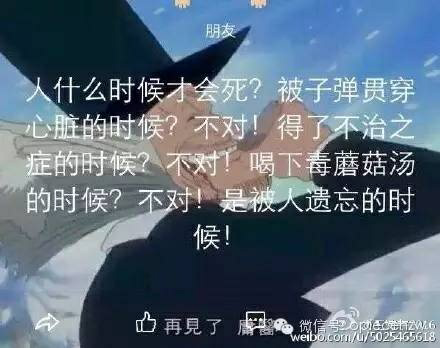 朋友
人什么时候才会死？被子弹贯穿
心脏的时候？不对！得了不治之
症的时候？不对！喝下毒蘑菇汤
的时候？不对！是被人遗忘的时
候！
再見了
微信号
weibo.com/u/5025465618